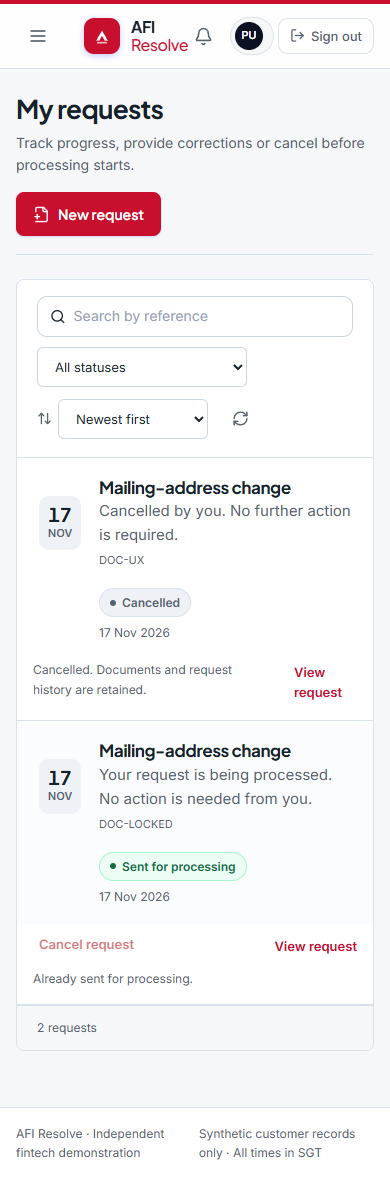 AFI
Resolve
PU
Sign out
My requests
Track progress, provide corrections or cancel before
processing starts.
New request
Search by reference
All statuses
Newest first
17
NOV
Mailing-address change
Cancelled by you. No further action
is required.
DOC-UX
Cancelled
17 Nov 2026
Cancelled. Documents and request
history are retained.
View
request
17
NOV
Mailing-address change
Your request is being processed.
No action is needed from you.
DOC-LOCKED
Sent for processing
17 Nov 2026
Cancel request
View request
Already sent for processing.
2 requests
AFI Resolve · Independent
fintech demonstration
Synthetic customer records
only · All times in SGT